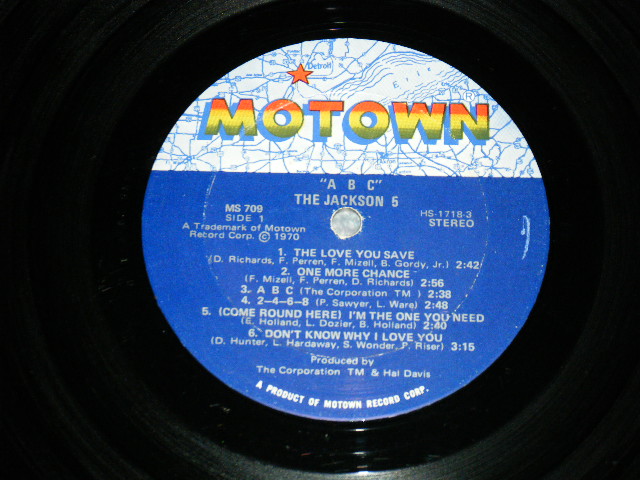 Detroit
E r i e
MOTOWN
"A B C"
THE JACKSON 5
MS 709
SIDE 1
HS-1718-3
STEREO
A Trademark of Motown
Record Corp. © 1970
1. THE LOVE YOU SAVE
(D. Richards, F. Perren, F. Mizell, B. Gordy, Jr.) 2:42
2. ONE MORE CHANCE
(F. Mizell, F. Perren, D. Richards) 2:56
3. A B C (The Corporation TM ) 2:38
4. 2-4-6-8 (P. Sawyer, L. Ware) 2:48
5. (COME ROUND HERE) I'M THE ONE YOU NEED
(E. Holland, L. Dozier, B. Holland) 2:40
6. DON'T KNOW WHY I LOVE YOU
(D. Hunter, L. Hardaway, S. Wonder, P. Riser) 3:15
Produced by
The Corporation TM & Hal Davis
A PRODUCT OF MOTOWN RECORD CORP.